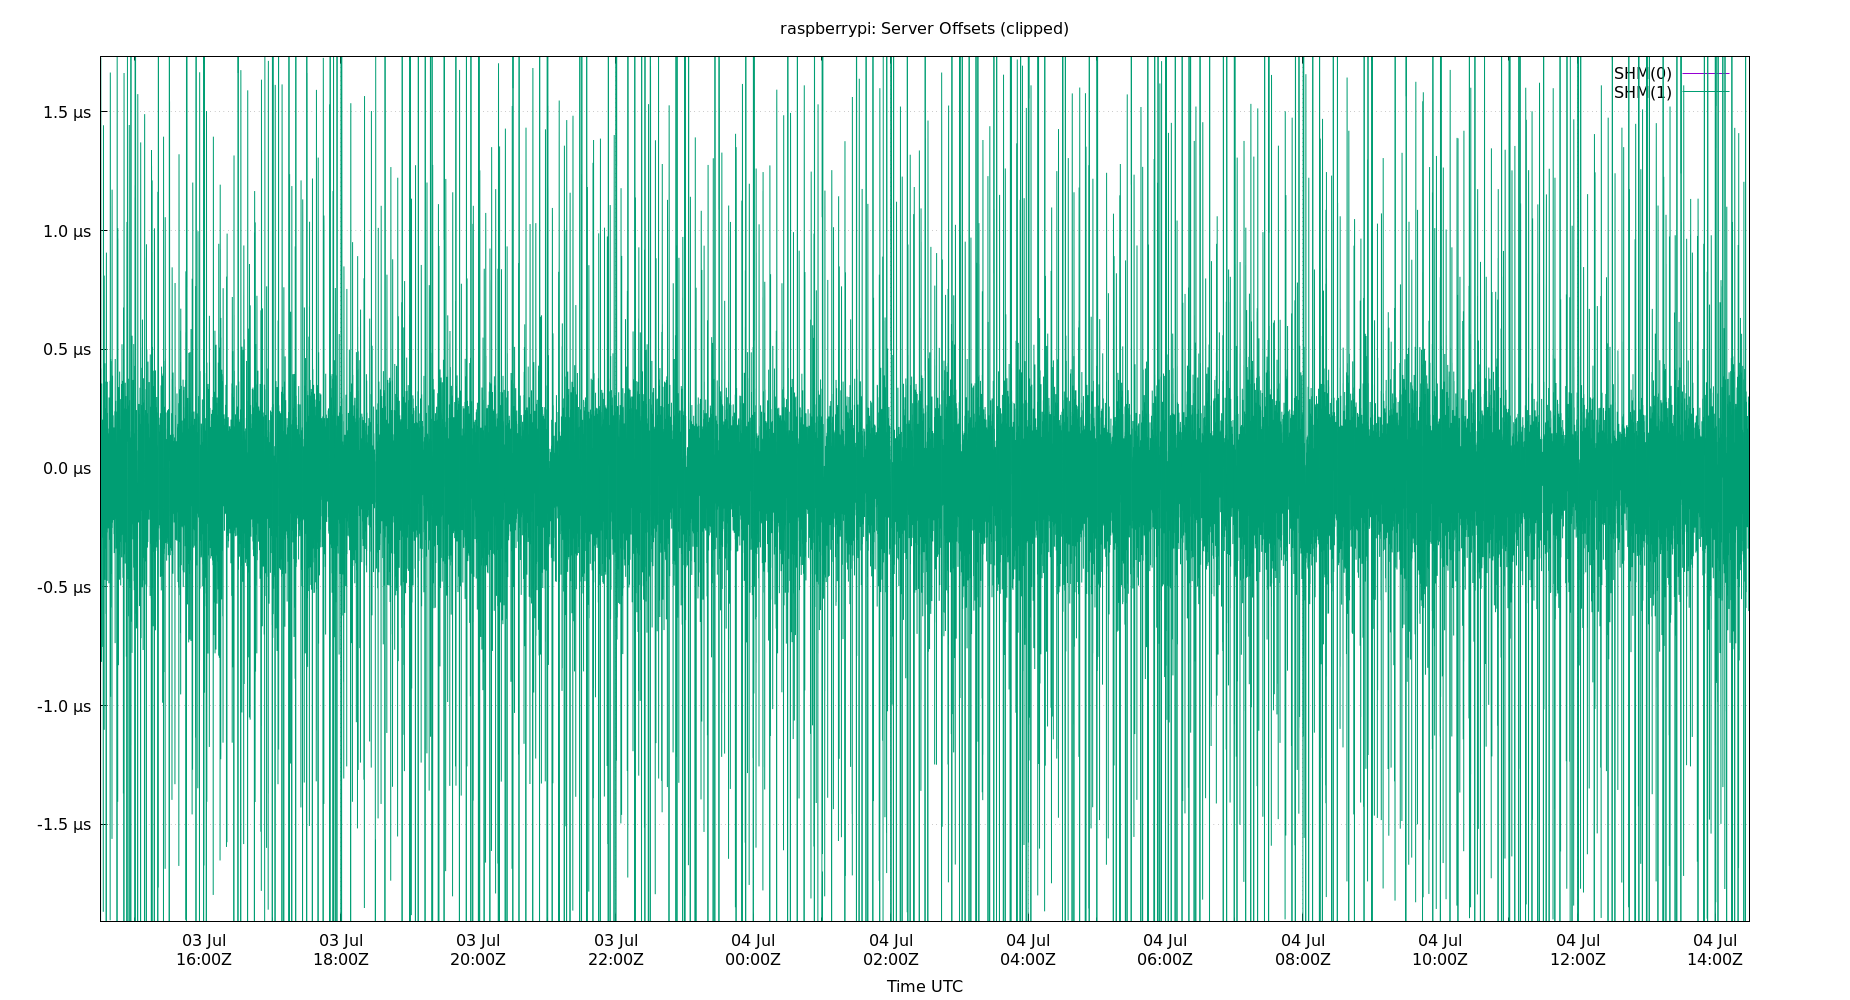 raspberrypi: Server Offsets (clipped)
SHM(0)
SHM(1)
1.5 µs
1.0 µs
0.5 µs
0.0 µs
-0.5 µs
-1.0 µs
-1.5 µs
03 Jul 03 Jul 03 Jul 03 Jul 04 Jul 04 Jul 04 Jul 04 Jul 04 Jul 04 Jul 04 Jul 04 Jul
16:00Z 18:00Z 20:00Z 22:00Z 00:00Z 02:00Z 04:00Z 06:00Z 08:00Z 10:00Z 12:00Z 14:00Z
Time UTC